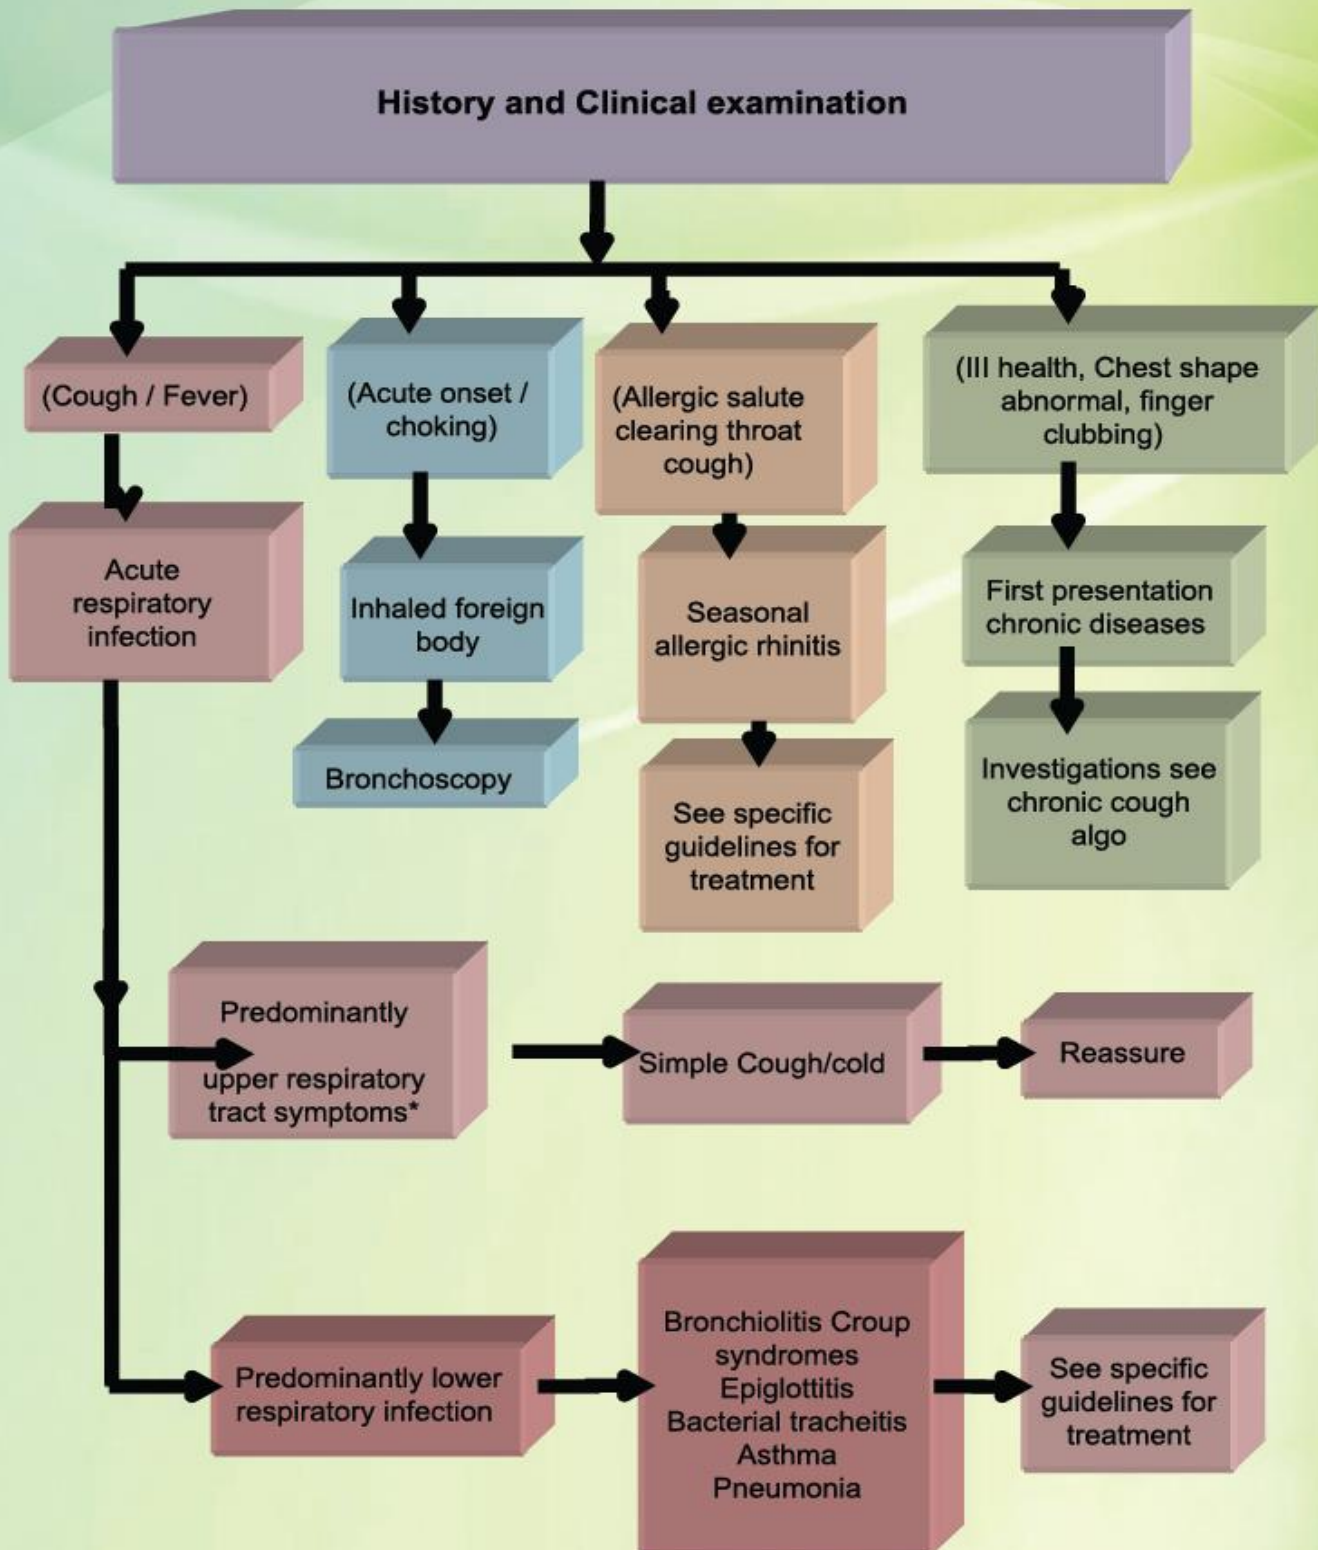 History and Clinical examination
(Cough / Fever)
(Acute onset /
choking)
(Allergic salute
clearing throat
cough)
(Ill health, Chest shape
abnormal, finger
clubbing)
Acute
respiratory
infection
Inhaled foreign
body
Seasonal
allergic rhinitis
First presentation
chronic diseases
Bronchoscopy
See specific
guidelines for
treatment
Investigations see
chronic cough
algo
Predominantly
upper respiratory
tract symptoms*
Simple Cough/cold
Reassure
Predominantly lower
respiratory infection
Bronchiolitis Croup
syndromes
Epiglottitis
Bacterial tracheitis
Asthma
Pneumonia
See specific
guidelines for
treatment